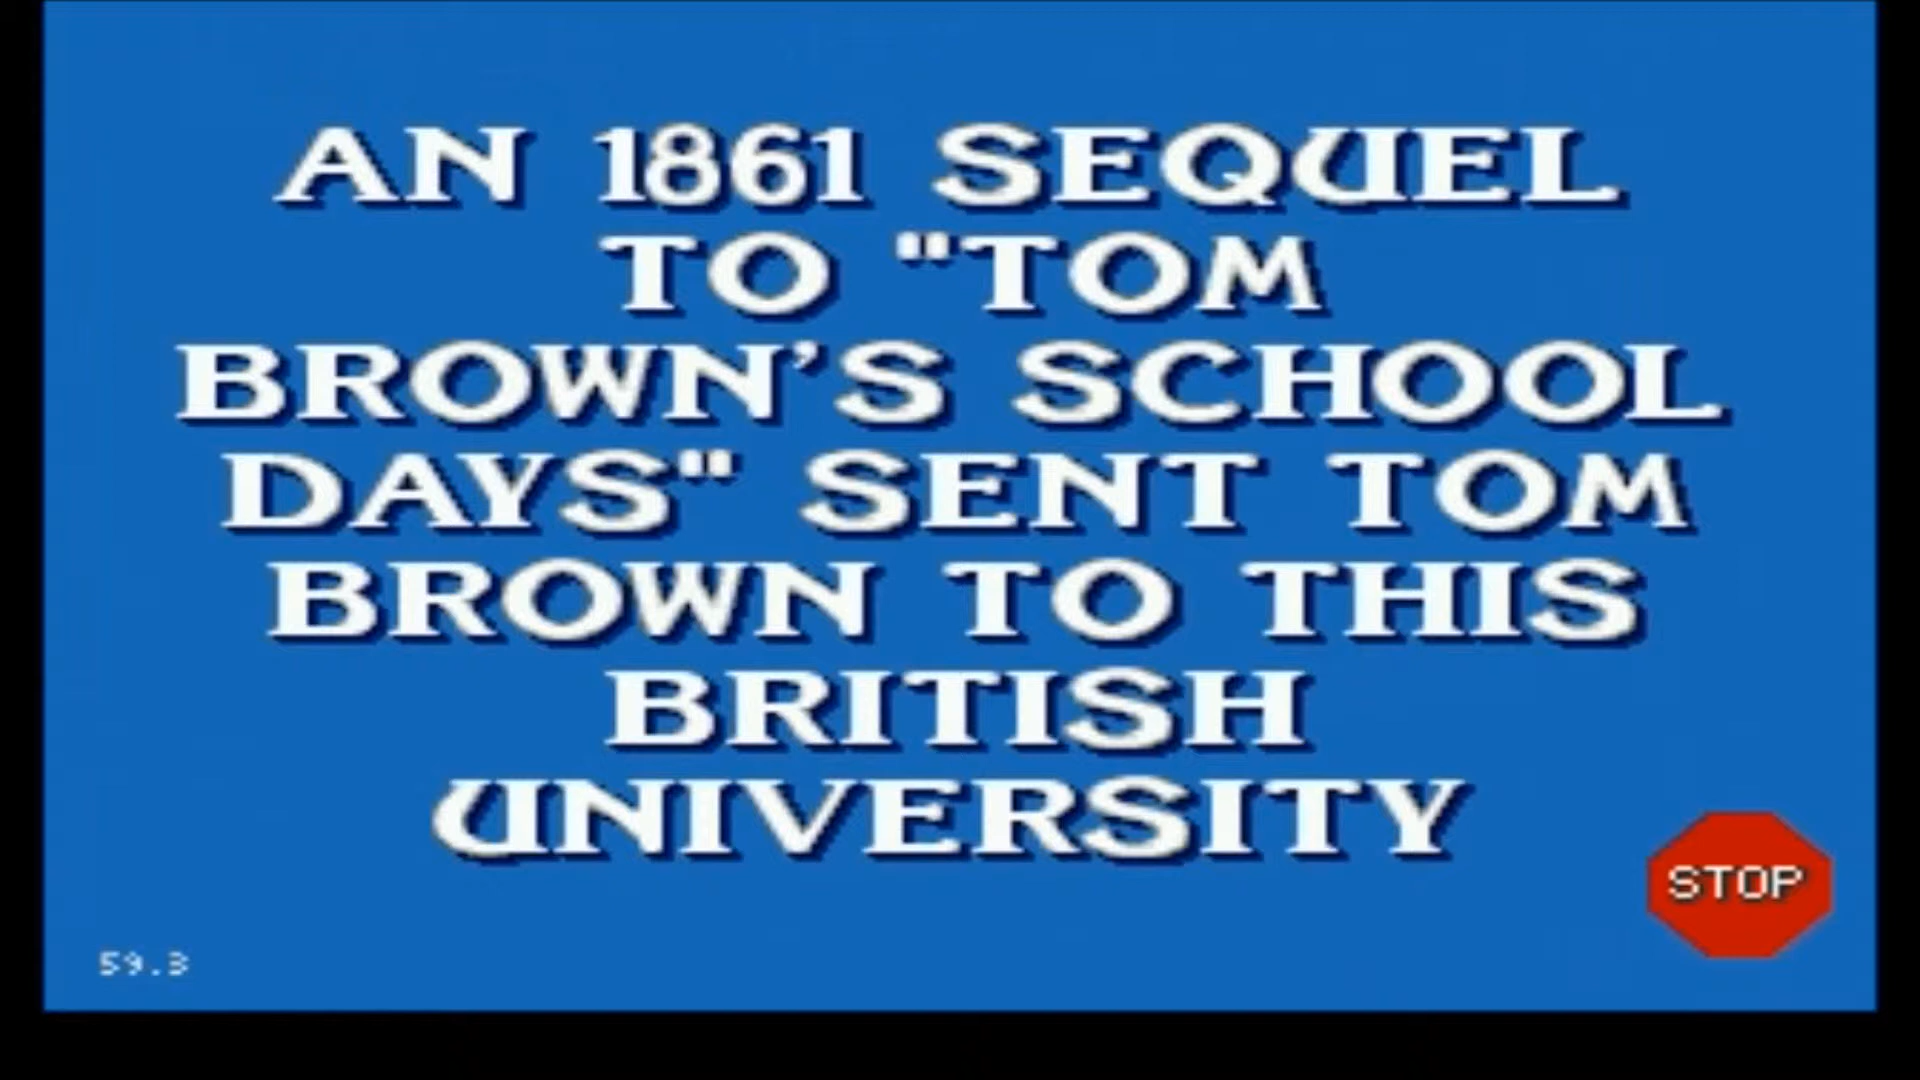 AN 1861 SEQUEL
TO "TOM
BROWN'S SCHOOL
DAYS" SENT TOM
BROWN TO THIS
BRITISH
UNIVERSITY
STOP
59.3